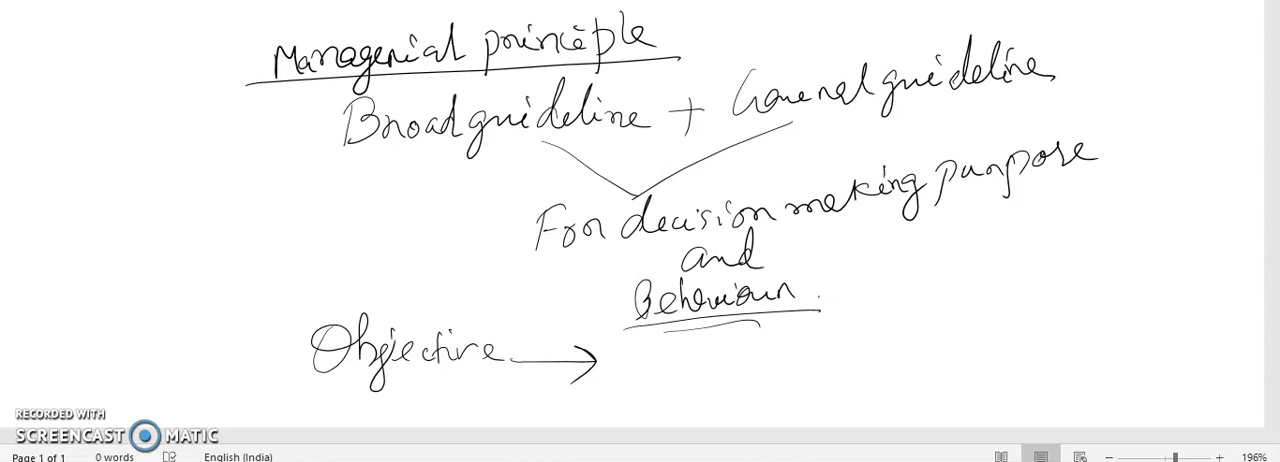 Managerial principle
Broad guideline + General guideline
For decision making purpose
and
Behaviour.
Objective →
RECORDED WITH
SCREENCAST MATIC
Page 1 of 1 0 words English (India) 196%